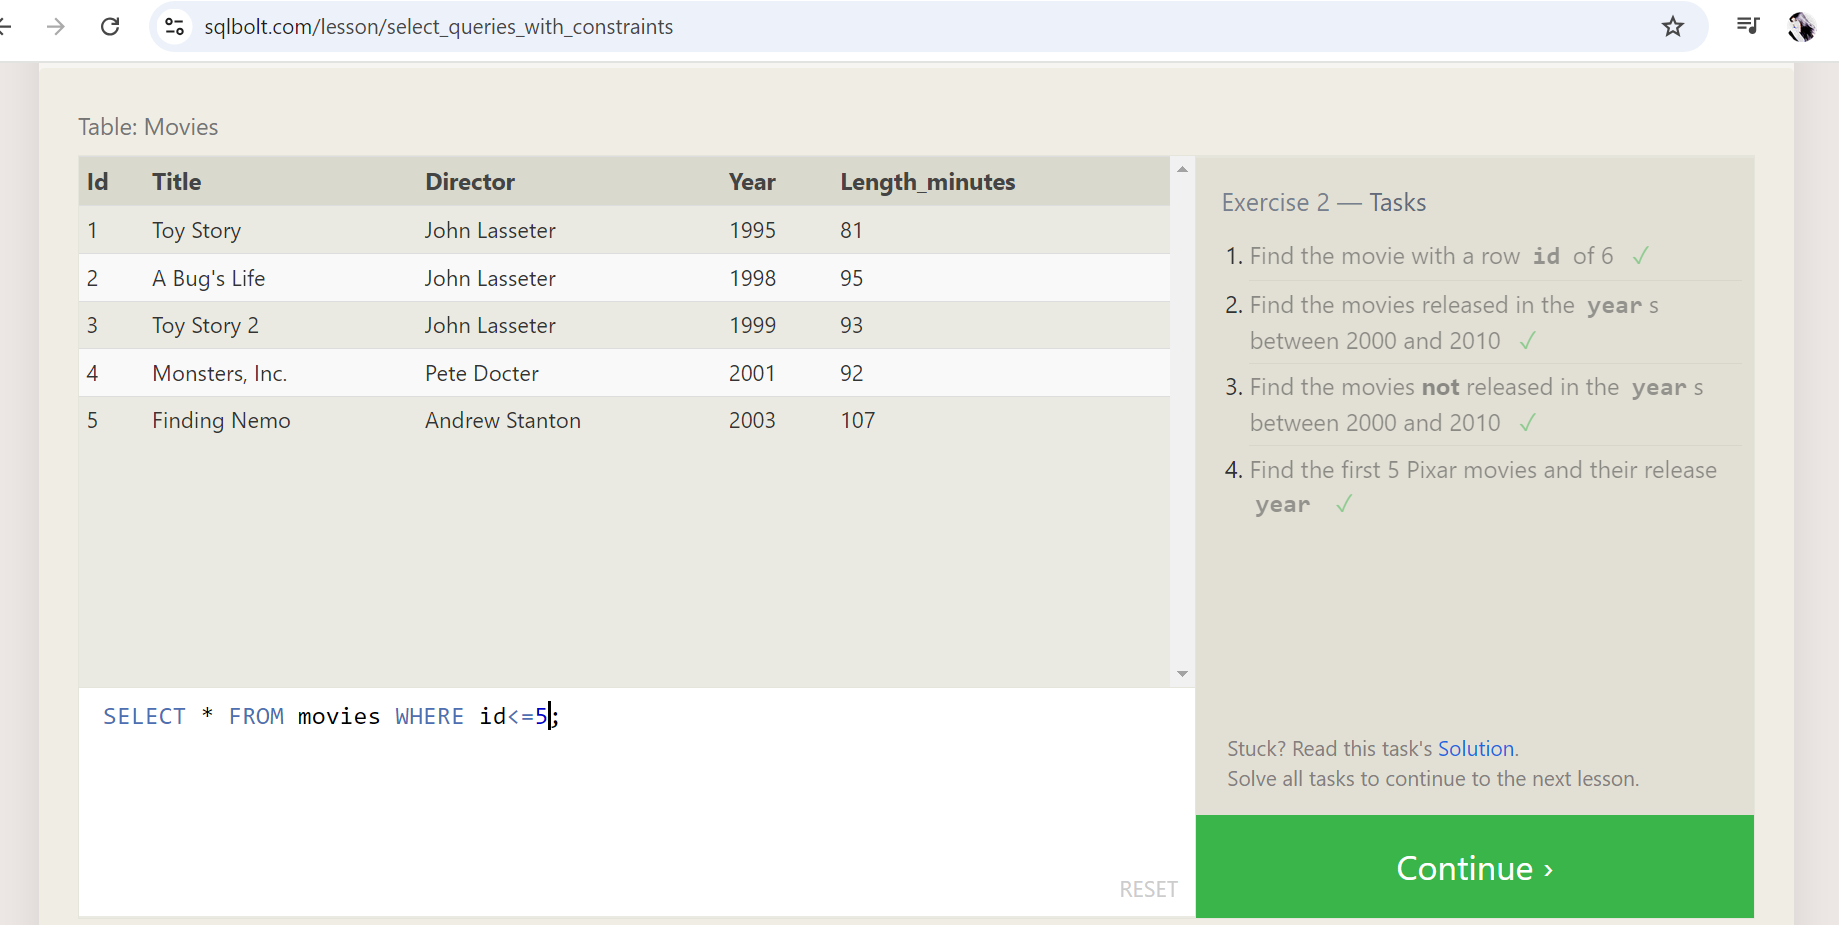 sqlbolt.com/lesson/select_queries_with_constraints
Table: Movies
Id Title Director Year Length_minutes
1 Toy Story John Lasseter 1995 81
2 A Bug's Life John Lasseter 1998 95
3 Toy Story 2 John Lasseter 1999 93
4 Monsters, Inc. Pete Docter 2001 92
5 Finding Nemo Andrew Stanton 2003 107
SELECT * FROM movies WHERE id<=5;
RESET
Exercise 2 — Tasks
1. Find the movie with a row id of 6 ✓
2. Find the movies released in the year s
between 2000 and 2010 ✓
3. Find the movies not released in the year s
between 2000 and 2010 ✓
4. Find the first 5 Pixar movies and their release
year ✓
Stuck? Read this task's Solution.
Solve all tasks to continue to the next lesson.
Continue ›